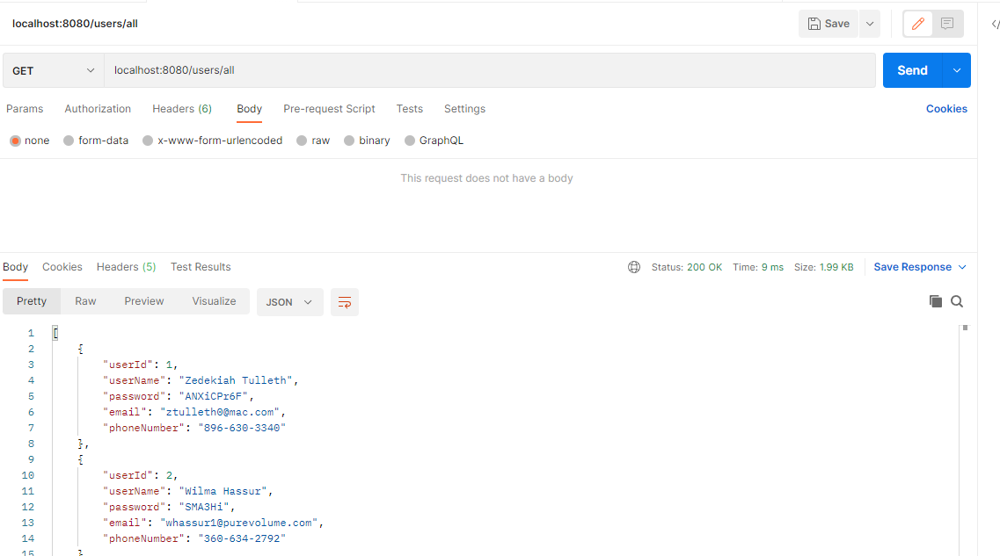 localhost:8080/users/all
Save
GET
localhost:8080/users/all
Send
Params Authorization Headers (6) Body Pre-request Script Tests Settings Cookies
none form-data x-www-form-urlencoded raw binary GraphQL
This request does not have a body
Body Cookies Headers (5) Test Results Status: 200 OK Time: 9 ms Size: 1.99 KB Save Response
Pretty Raw Preview Visualize JSON
1 [
2 {
3 "userId": 1,
4 "userName": "Zedekiah Tulleth",
5 "password": "ANXiCPr6F",
6 "email": "ztulleth0@mac.com",
7 "phoneNumber": "896-630-3340"
8 },
9 {
10 "userId": 2,
11 "userName": "Wilma Hassur",
12 "password": "SMA3Hi",
13 "email": "whassur1@purevolume.com",
14 "phoneNumber": "360-634-2792"
15 }